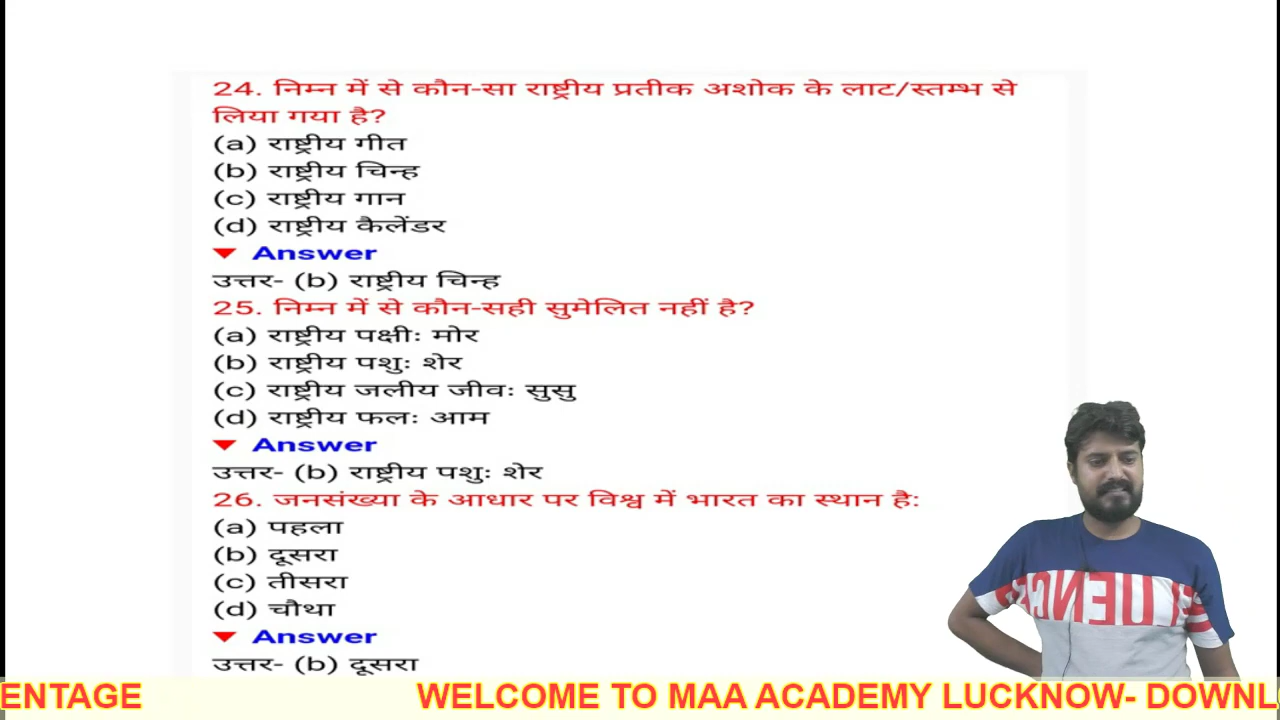 24. निम्न में से कौन-सा राष्ट्रीय प्रतीक अशोक के लाट/स्तम्भ से
लिया गया है?
(a) राष्ट्रीय गीत
(b) राष्ट्रीय चिन्ह
(c) राष्ट्रीय गान
(d) राष्ट्रीय कैलेंडर
Answer
उत्तर- (b) राष्ट्रीय चिन्ह
25. निम्न में से कौन-सही सुमेलित नहीं है?
(a) राष्ट्रीय पक्षीः मोर
(b) राष्ट्रीय पशुः शेर
(c) राष्ट्रीय जलीय जीवः सुसु
(d) राष्ट्रीय फलः आम
Answer
उत्तर- (b) राष्ट्रीय पशुः शेर
26. जनसंख्या के आधार पर विश्व में भारत का स्थान है:
(a) पहला
(b) दूसरा
(c) तीसरा
(d) चौथा
Answer
उत्तर- (b) दूसरा
ENTAGE WELCOME TO MAA ACADEMY LUCKNOW- DOWNL